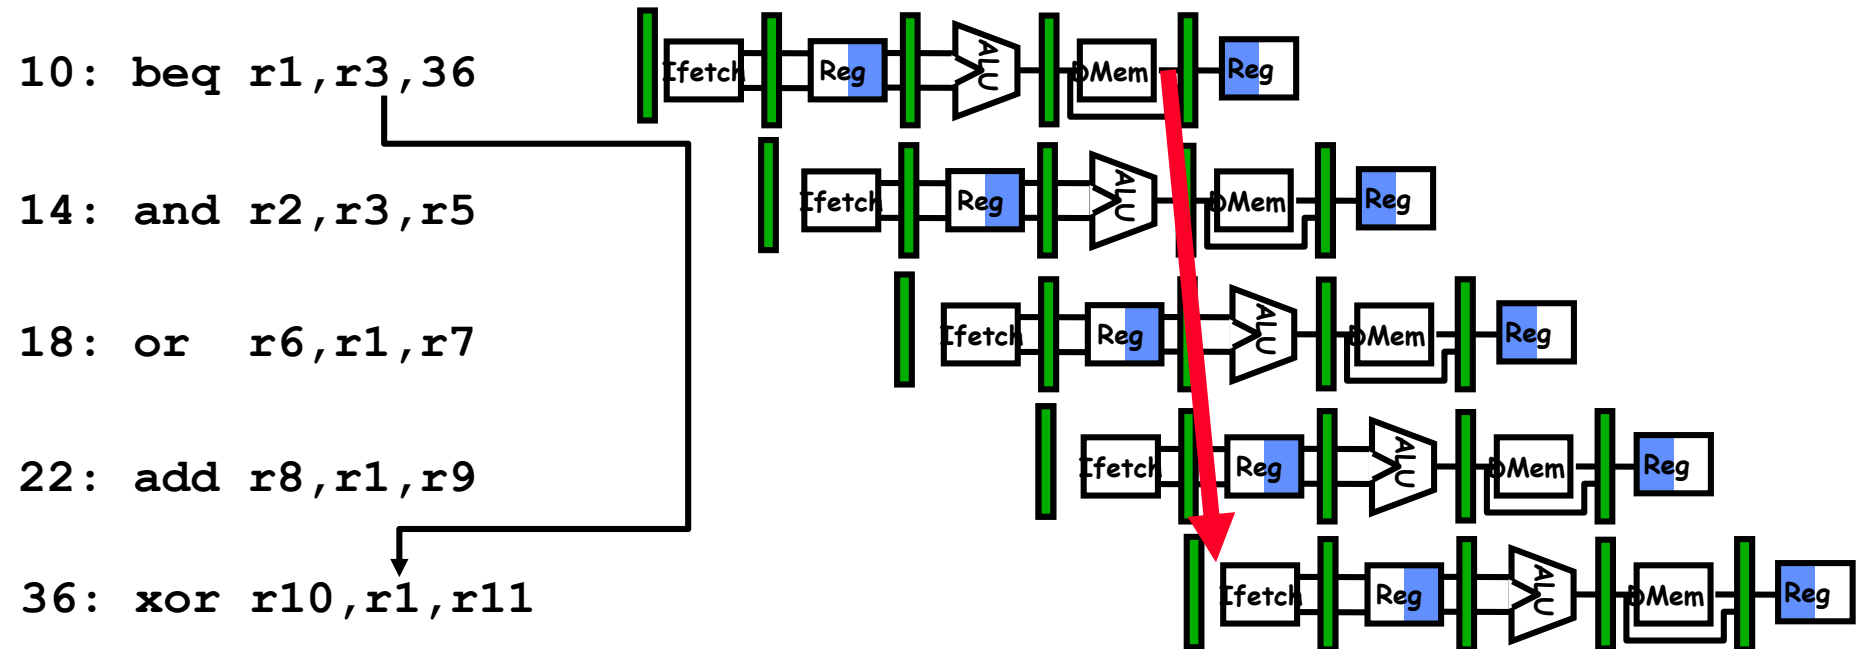 10: beq r1,r3,36 Ifetch Reg ALU DMem Reg
14: and r2,r3,r5 Ifetch Reg ALU DMem Reg
18: or r6,r1,r7 Ifetch Reg ALU DMem Reg
22: add r8,r1,r9 Ifetch Reg ALU DMem Reg
36: xor r10,r1,r11 Ifetch Reg ALU DMem Reg